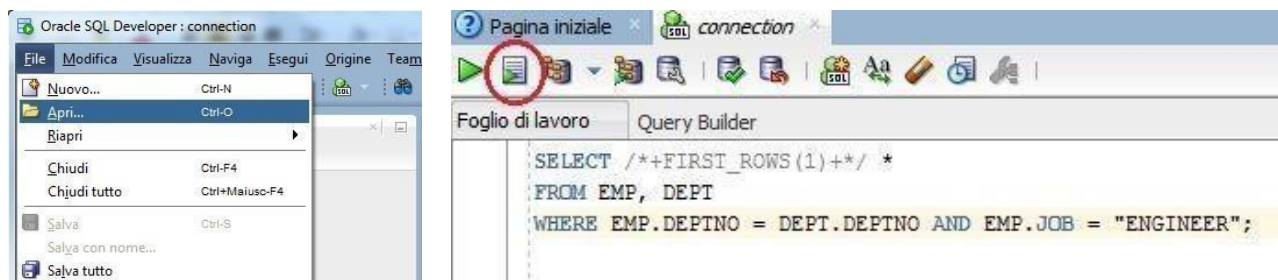 Oracle SQL Developer : connection
File Modifica Visualizza Naviga Esegui Origine Team
Nuovo... Ctrl-N
Apri... Ctrl-O
Riapri
Chiudi Ctrl-F4
Chiudi tutto Ctrl+Maiusc-F4
Salva Ctrl-S
Salva con nome...
Salva tutto
Pagina iniziale connection
Foglio di lavoro Query Builder
SELECT /*+FIRST_ROWS(1)+*/ *
FROM EMP, DEPT
WHERE EMP.DEPTNO = DEPT.DEPTNO AND EMP.JOB = "ENGINEER";